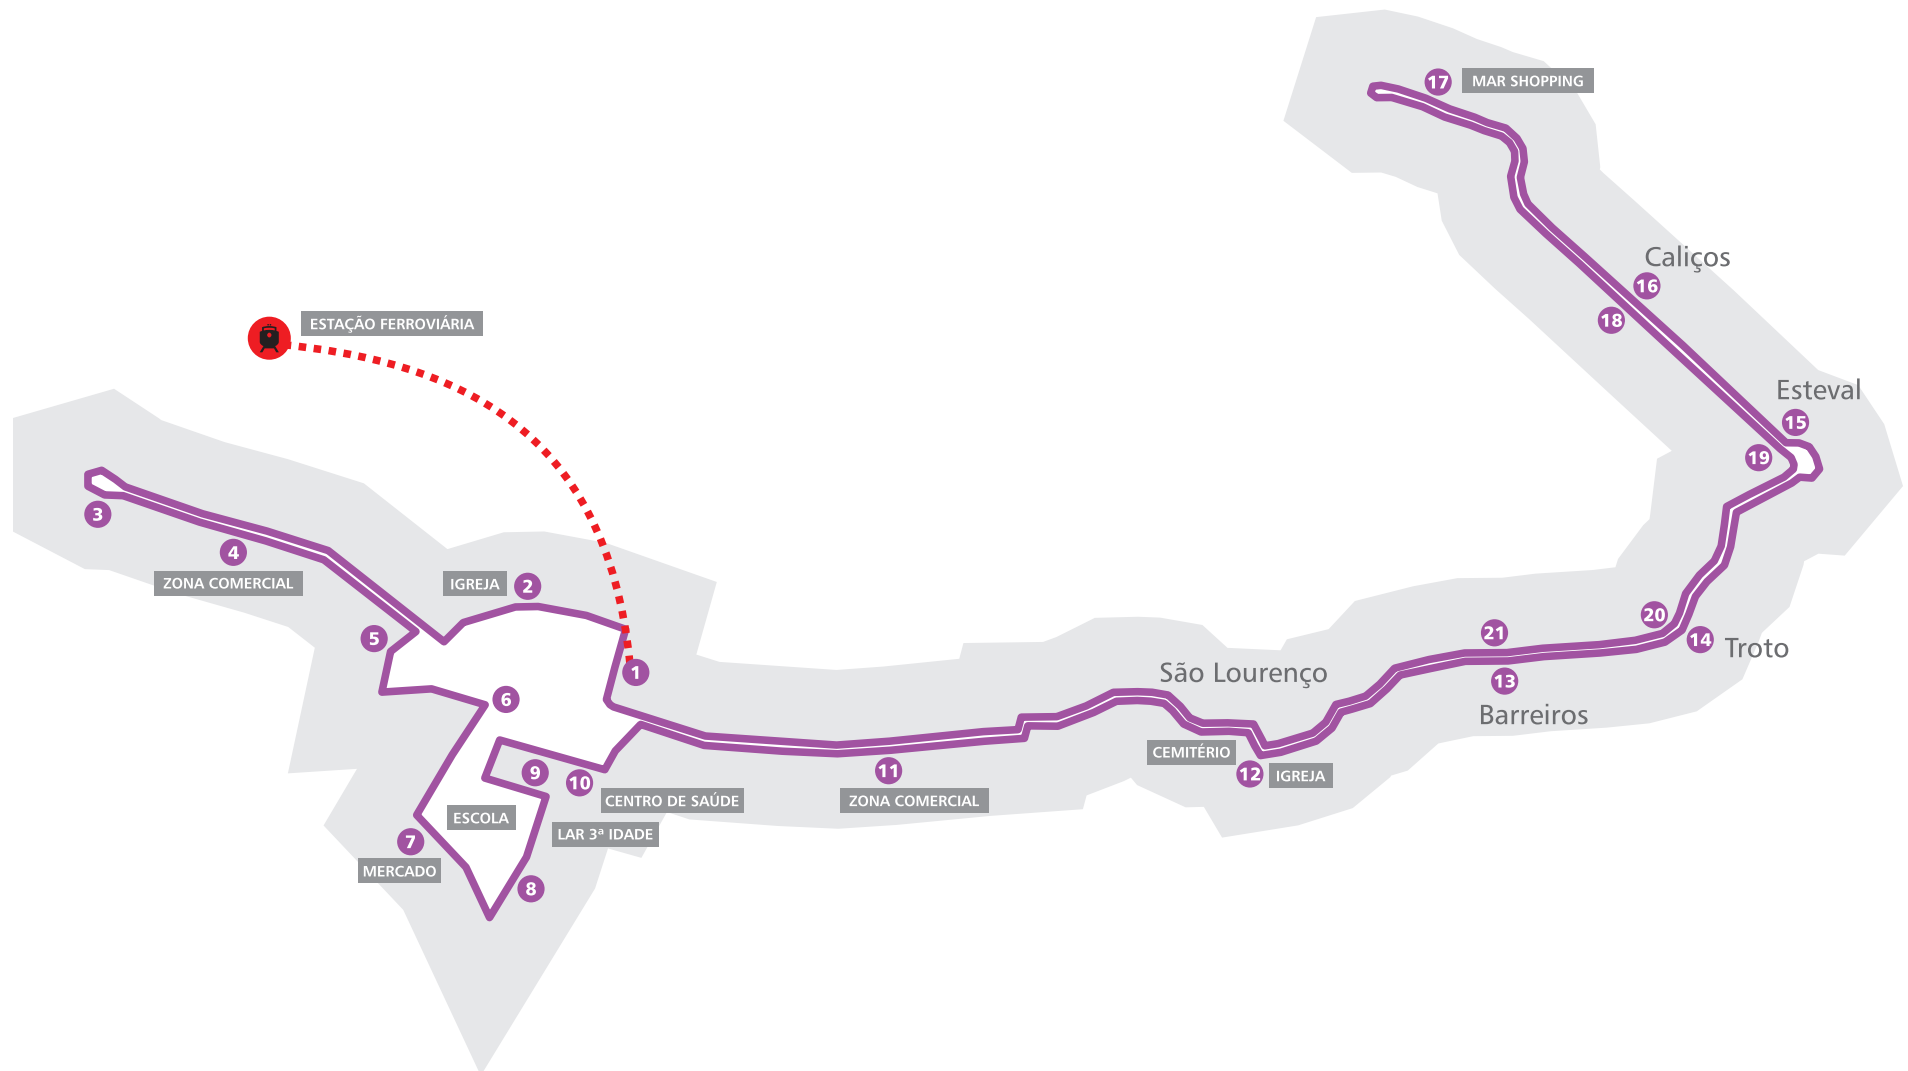 17
MAR SHOPPING
Caliços
16
18
ESTAÇÃO FERROVIÁRIA
Esteval
15
19
3
4
ZONA COMERCIAL
IGREJA
2
5
20
21
14
Troto
1
São Lourenço
13
6
Barreiros
CEMITÉRIO
12
IGREJA
9
10
11
CENTRO DE SAÚDE
ZONA COMERCIAL
ESCOLA
LAR 3ª IDADE
7
MERCADO
8